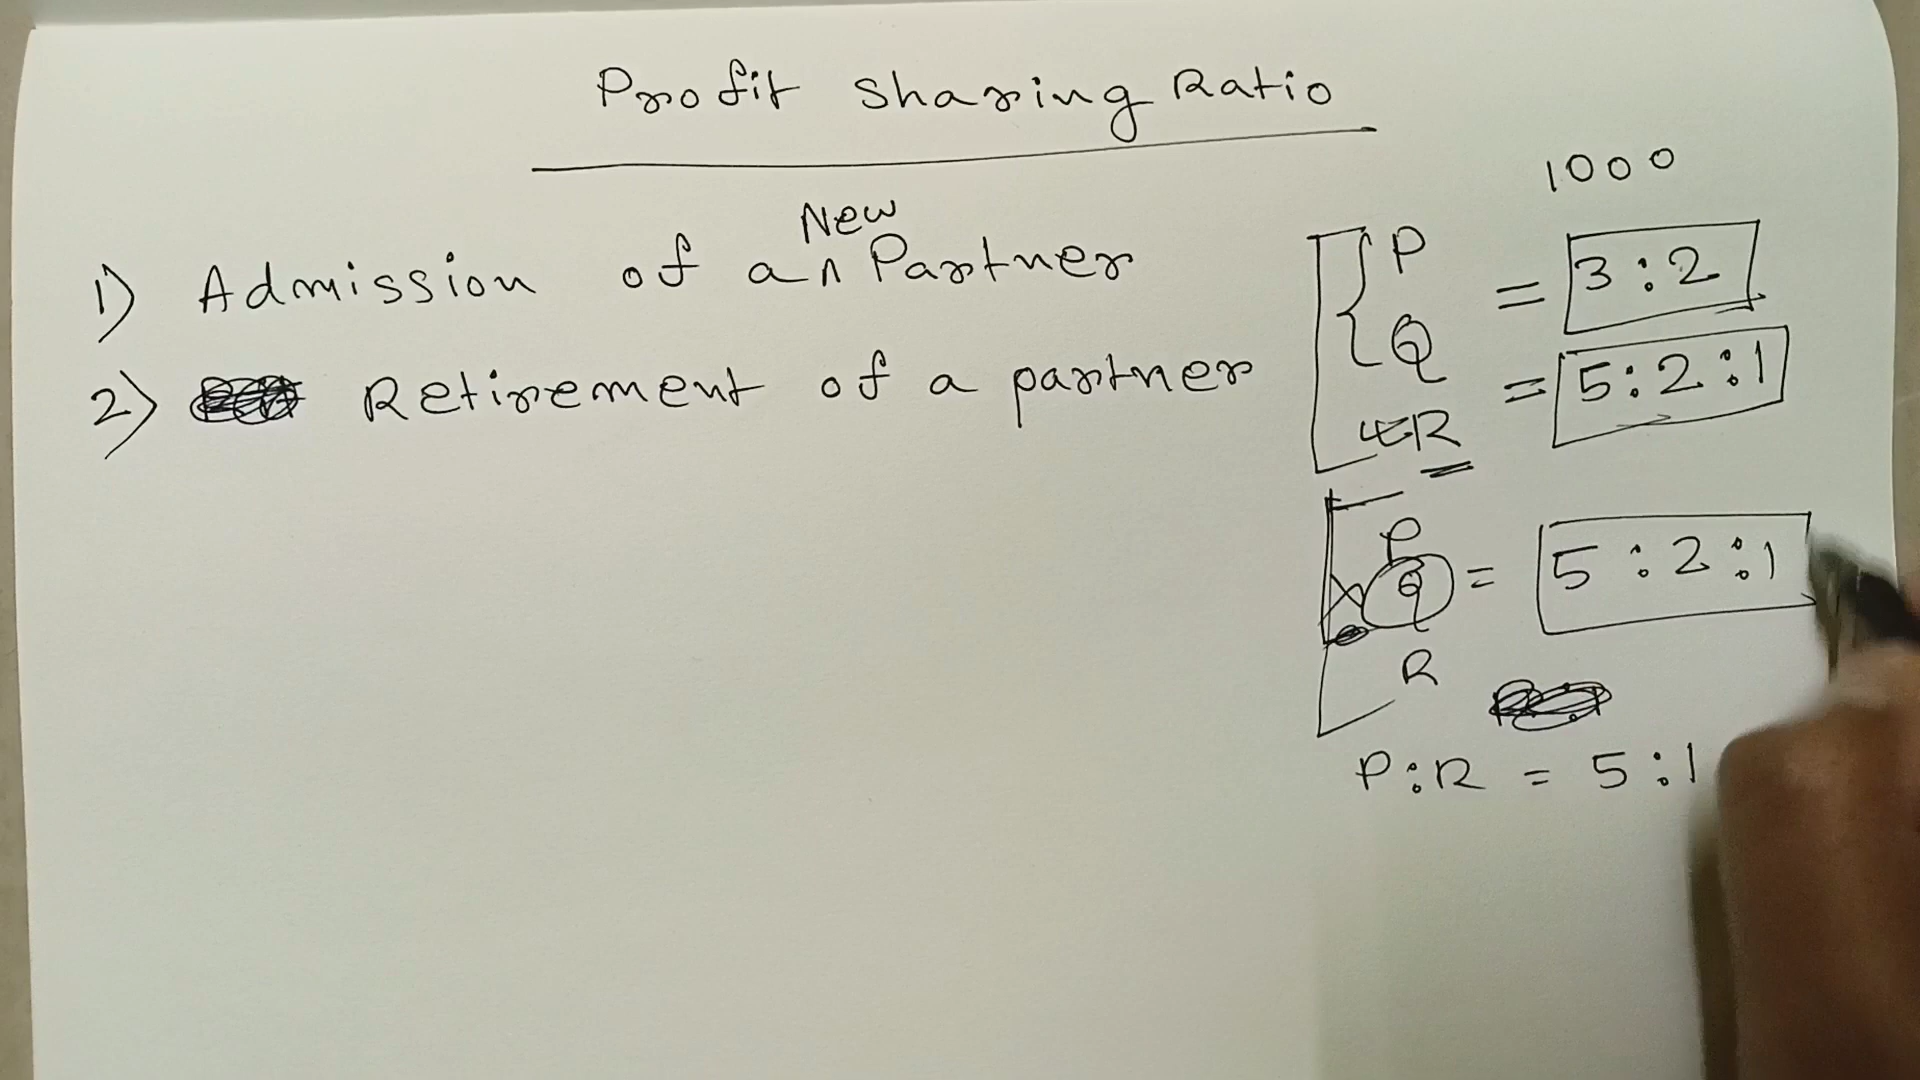 Profit Sharing Ratio
New
1) Admission of a ^ Partner
2) Retirement of a partner
1000
P
= 3:2
Q
= 5:2:1
R
P
Q = 5:2:1
R
P:R = 5:1